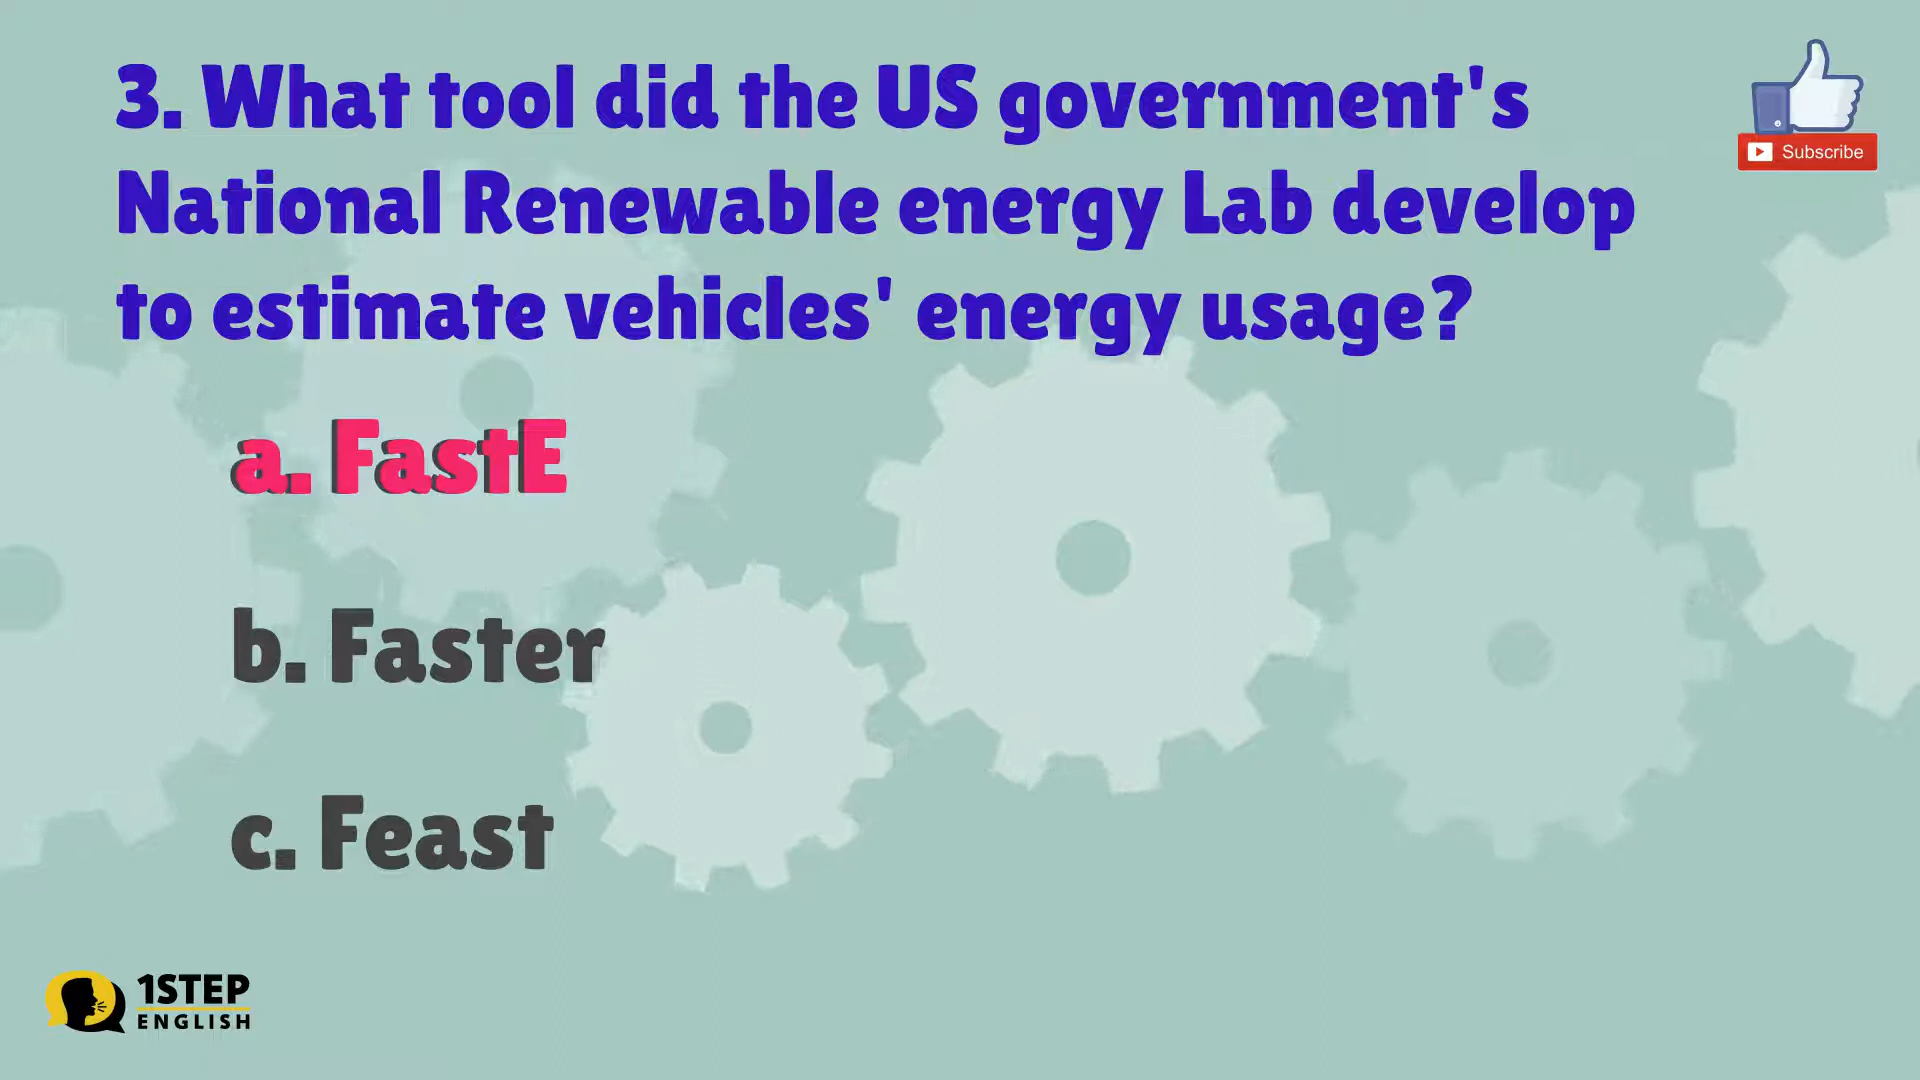 3. What tool did the US government's
National Renewable energy Lab develop
to estimate vehicles' energy usage?
Subscribe
a. FastE
b. Faster
c. Feast
1STEP
ENGLISH